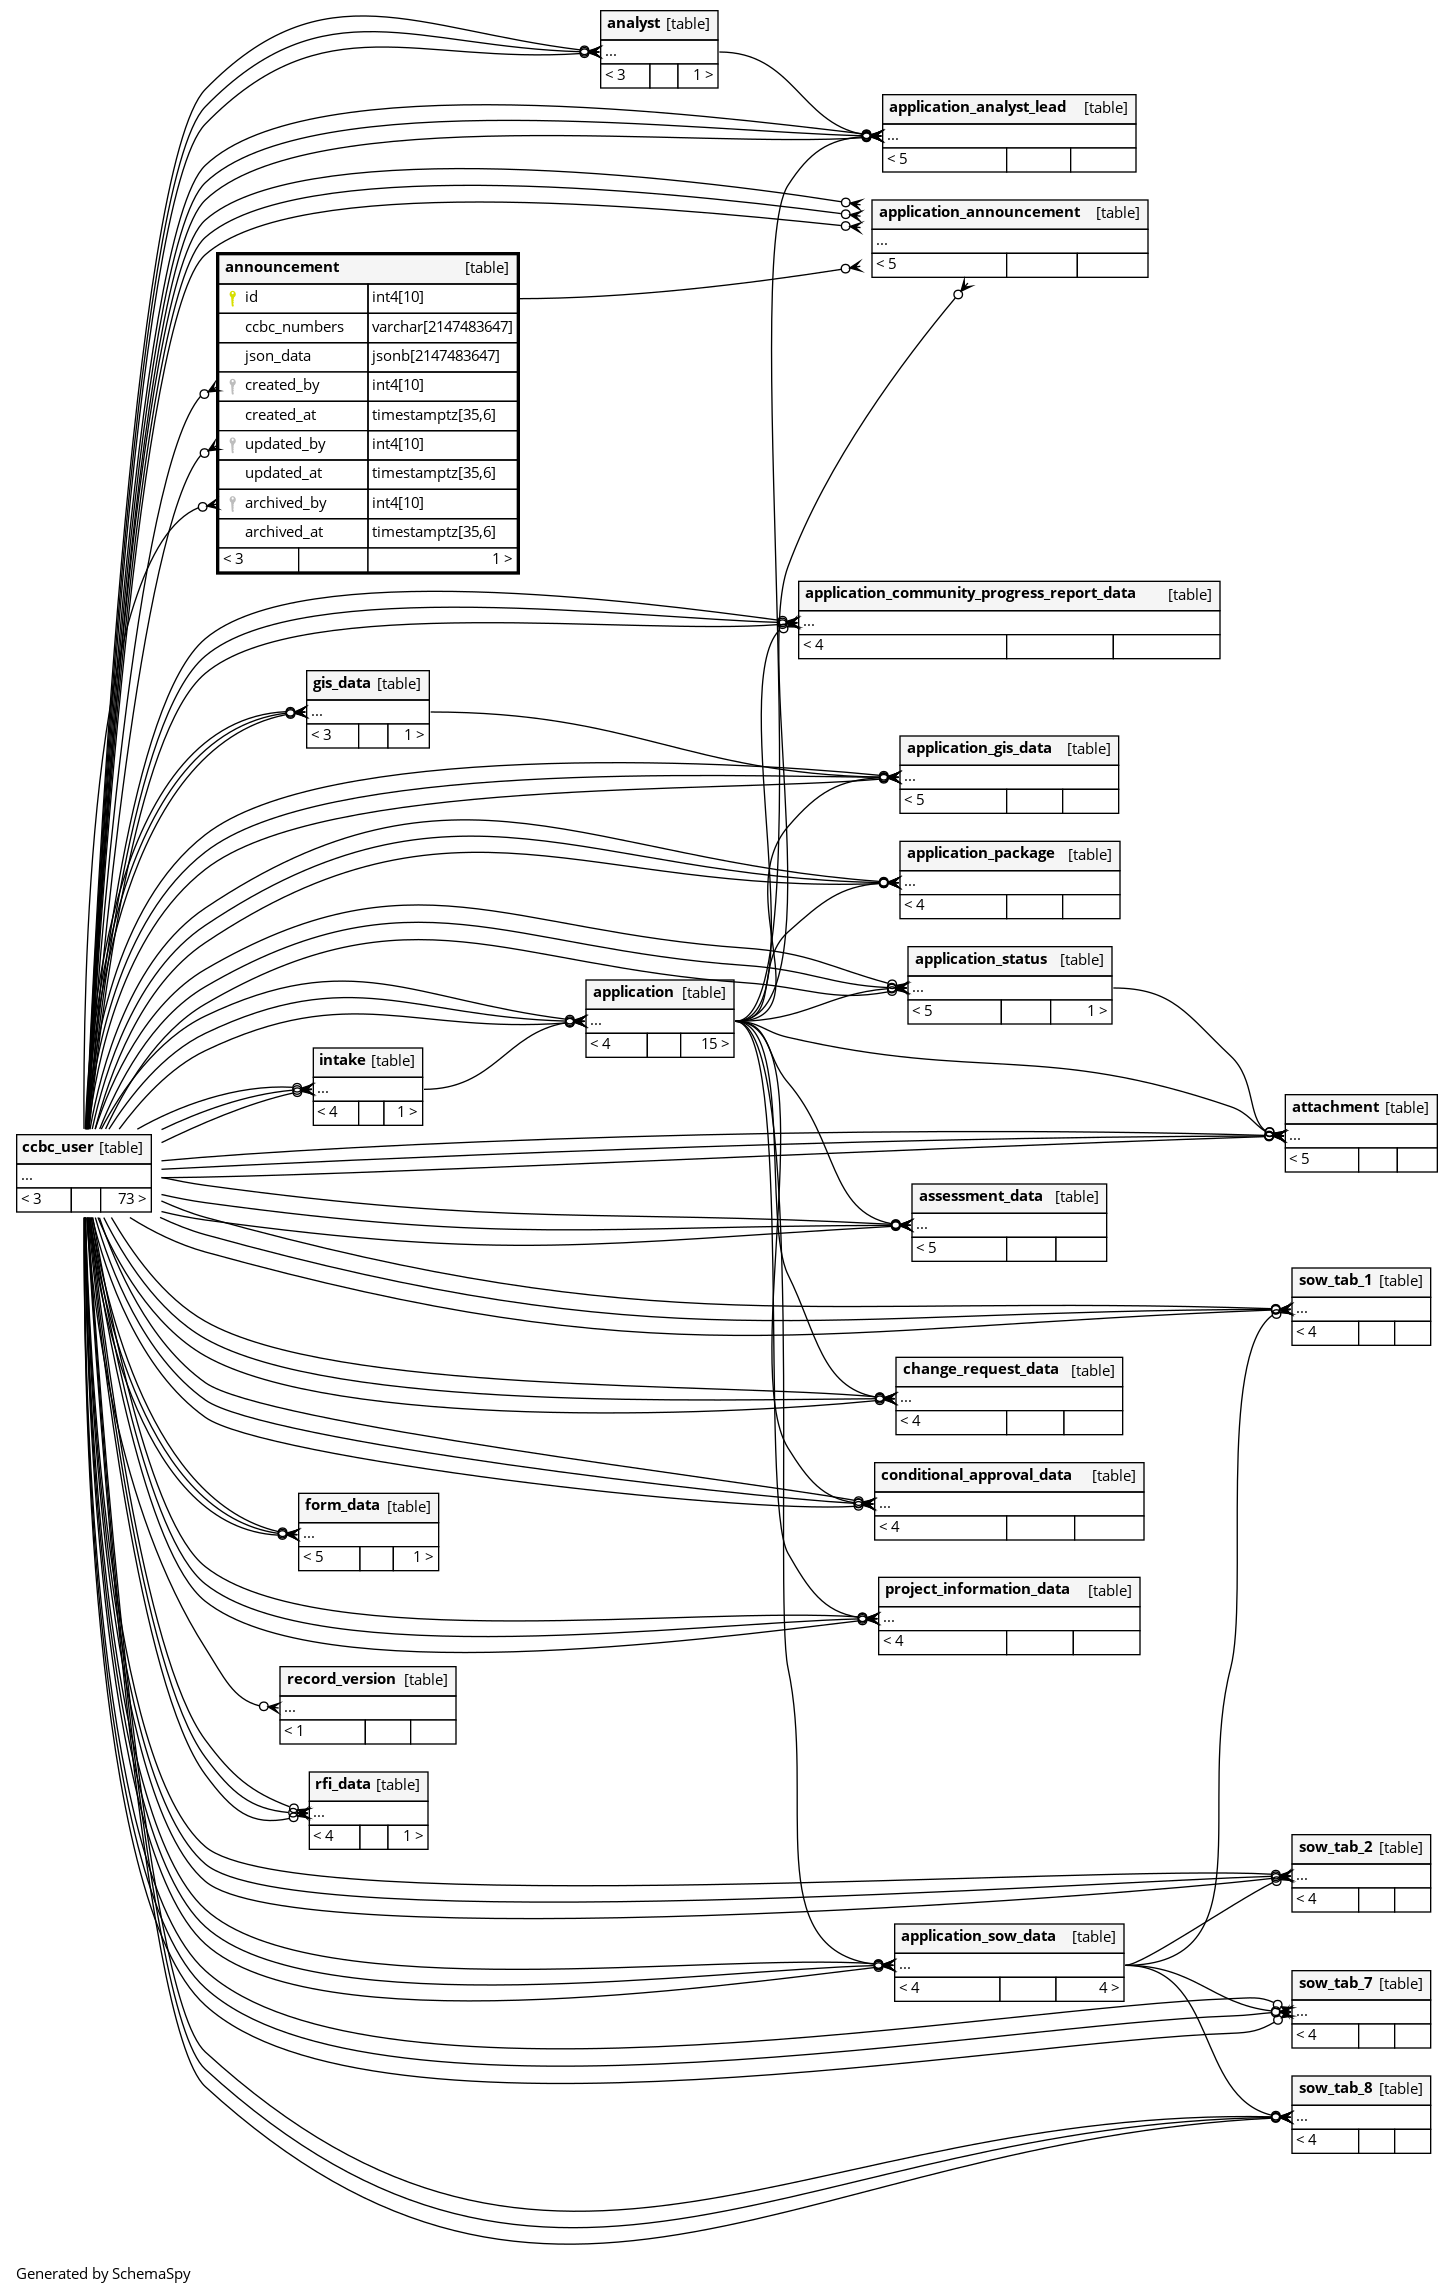 analyst [table]
...
< 3 1 >
application_analyst_lead [table]
...
< 5
application_announcement [table]
...
< 5
announcement [table]
id int4[10]
ccbc_numbers varchar[2147483647]
json_data jsonb[2147483647]
created_by int4[10]
created_at timestamptz[35,6]
updated_by int4[10]
updated_at timestamptz[35,6]
archived_by int4[10]
archived_at timestamptz[35,6]
< 3 1 >
application_community_progress_report_data [table]
...
< 4
gis_data [table]
...
< 3 1 >
application_gis_data [table]
...
< 5
application_package [table]
...
< 4
application_status [table]
...
< 5 1 >
application [table]
...
< 4 15 >
intake [table]
...
< 4 1 >
attachment [table]
...
< 5
ccbc_user [table]
...
< 3 73 >
assessment_data [table]
...
< 5
sow_tab_1 [table]
...
< 4
change_request_data [table]
...
< 4
conditional_approval_data [table]
...
< 4
form_data [table]
...
< 5 1 >
project_information_data [table]
...
< 4
record_version [table]
...
< 1
rfi_data [table]
...
< 4 1 >
sow_tab_2 [table]
...
< 4
application_sow_data [table]
...
< 4 4 >
sow_tab_7 [table]
...
< 4
sow_tab_8 [table]
...
< 4
Generated by SchemaSpy